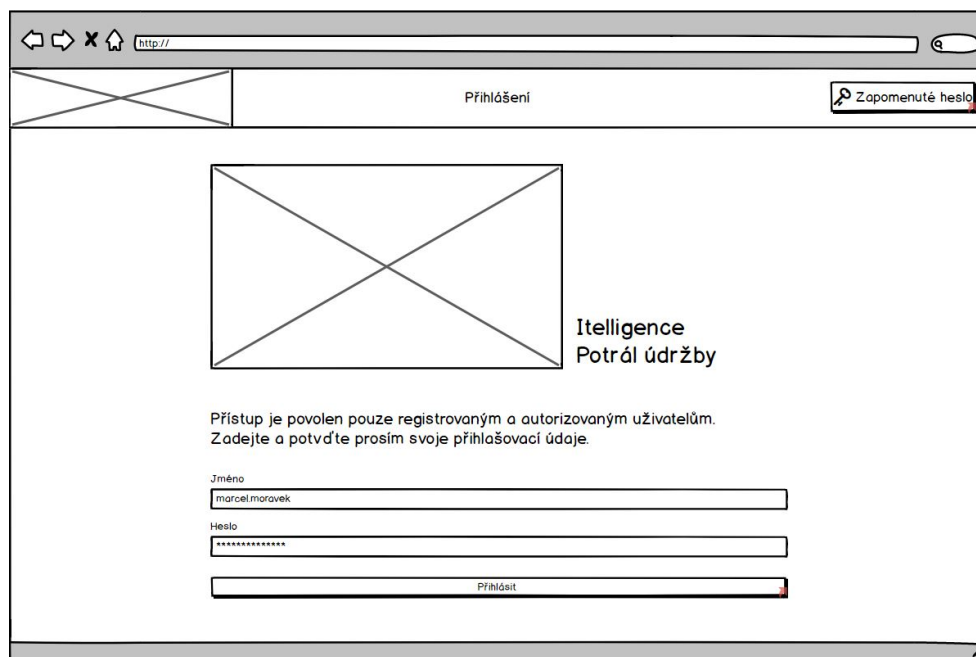 http://
Přihlášení
Zapomenuté heslo
Itelligence
Potrál údržby
Přístup je povolen pouze registrovaným a autorizovaným uživatelům.
Zadejte a potvďte prosím svoje přihlašovací údaje.
Jméno
marcel.moravek
Heslo
**************
Přihlásit